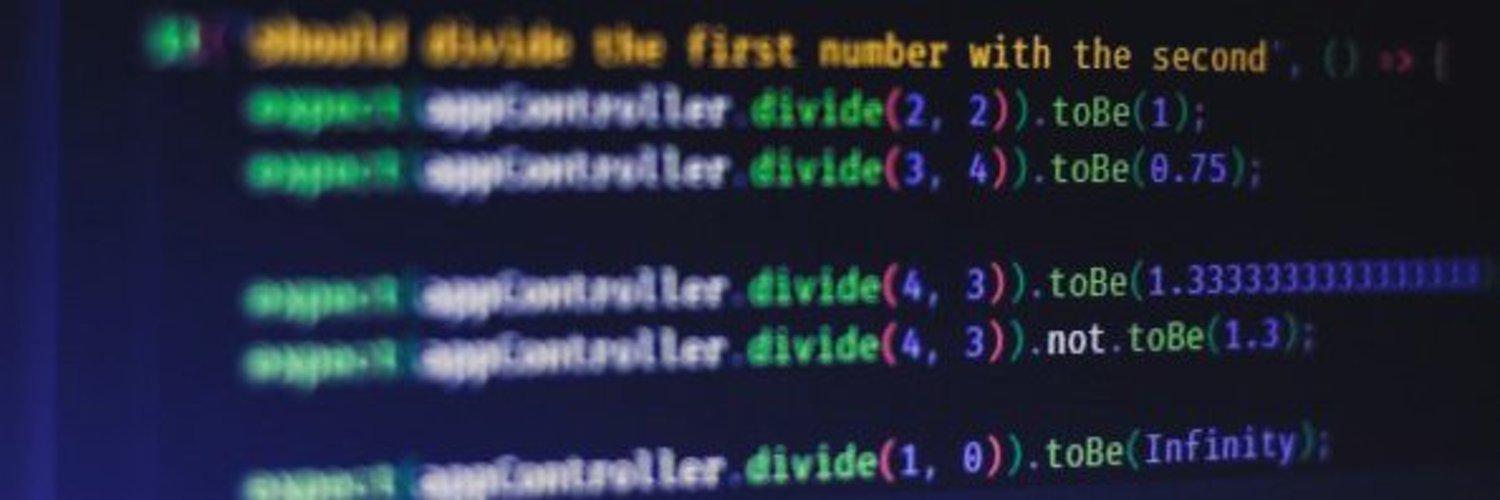 it("should divide the first number with the second", () => {
expect(appController.divide(2, 2)).toBe(1);
expect(appController.divide(3, 4)).toBe(0.75);
expect(appController.divide(4, 3)).toBe(1.3333333333333333)
expect(appController.divide(4, 3)).not.toBe(1.3);
expect(appController.divide(1, 0)).toBe(Infinity);